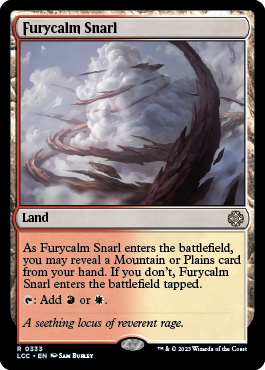 Furycalm Snarl
Land
As Furycalm Snarl enters the battlefield,
you may reveal a Mountain or Plains card
from your hand. If you don't, Furycalm
Snarl enters the battlefield tapped.
: Add or .
A seething locus of reverent rage.
R 0333
LCC • EN Sam Burley
™ & © 2023 Wizards of the Coast